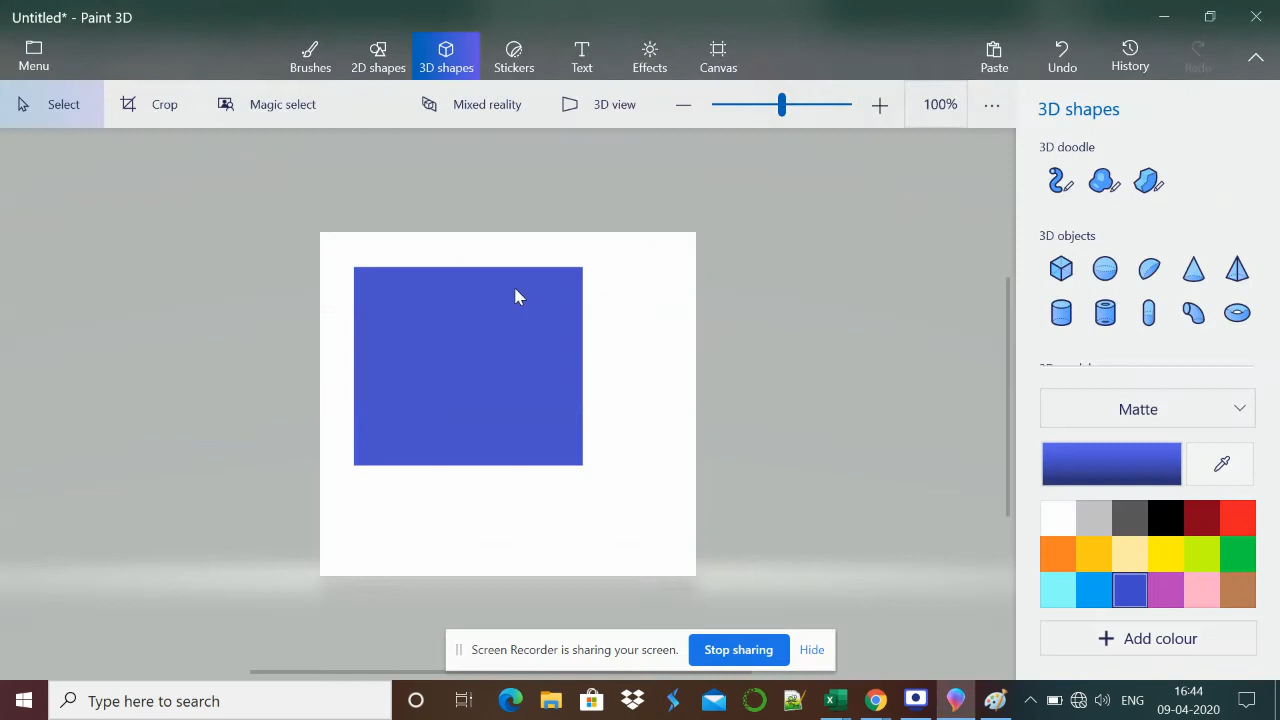 Untitled* - Paint 3D
Menu
Brushes
2D shapes
3D shapes
Stickers
Text
Effects
Canvas
Paste
Undo
History
Redo
Select
Crop
Magic select
Mixed reality
3D view
100%
3D shapes
3D doodle
3D objects
Matte
Add colour
Screen Recorder is sharing your screen.
Stop sharing
Hide
Type here to search
ENG
16:44
09-04-2020